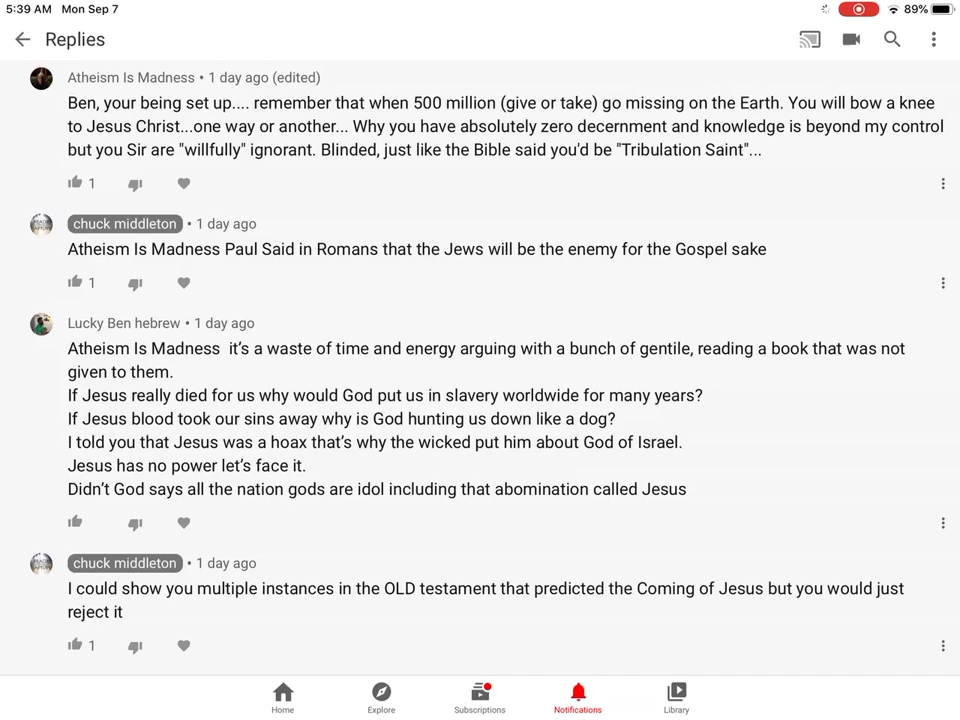 5:39 AM Mon Sep 7
89%
Replies
Atheism Is Madness • 1 day ago (edited)
Ben, your being set up.... remember that when 500 million (give or take) go missing on the Earth. You will bow a knee
to Jesus Christ...one way or another... Why you have absolutely zero decernment and knowledge is beyond my control
but you Sir are "willfully" ignorant. Blinded, just like the Bible said you'd be "Tribulation Saint"...
1
chuck middleton • 1 day ago
Atheism Is Madness Paul Said in Romans that the Jews will be the enemy for the Gospel sake
1
Lucky Ben hebrew • 1 day ago
Atheism Is Madness it’s a waste of time and energy arguing with a bunch of gentile, reading a book that was not
given to them.
If Jesus really died for us why would God put us in slavery worldwide for many years?
If Jesus blood took our sins away why is God hunting us down like a dog?
I told you that Jesus was a hoax that’s why the wicked put him about God of Israel.
Jesus has no power let’s face it.
Didn’t God says all the nation gods are idol including that abomination called Jesus
chuck middleton • 1 day ago
I could show you multiple instances in the OLD testament that predicted the Coming of Jesus but you would just
reject it
1
Home Explore Subscriptions Notifications Library